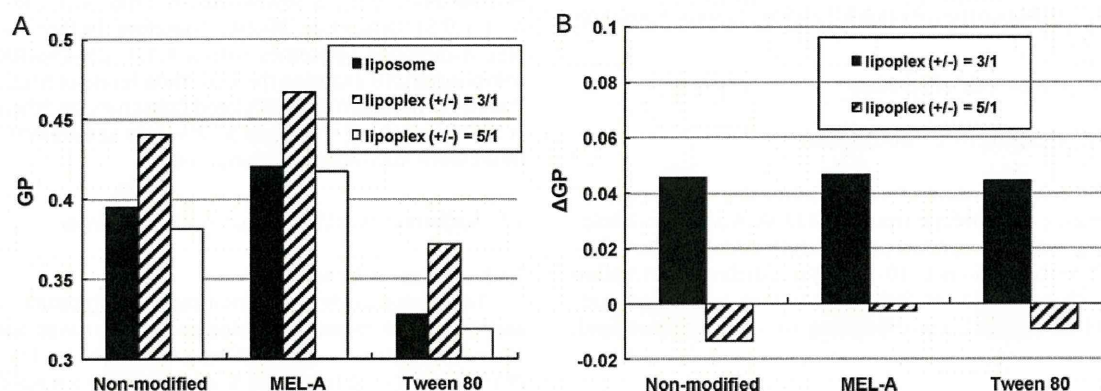 A
0.5
0.45
0.4
0.35
0.3
GP
liposome
lipoplex (+/-) = 3/1
lipoplex (+/-) = 5/1
Non-modified
MEL-A
Tween 80
B
0.1
0.08
0.06
0.04
0.02
0
-0.02
ΔGP
lipoplex (+/-) = 3/1
lipoplex (+/-) = 5/1
Non-modified
MEL-A
Tween 80